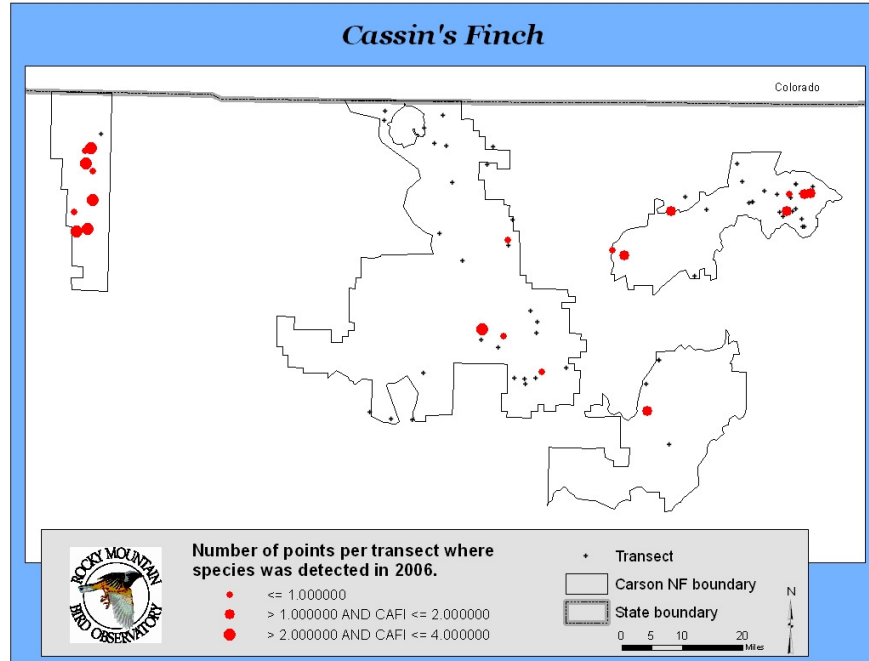 Cassin's Finch
Colorado
ROCKY MOUNTAIN
BIRD OBSERVATORY
Number of points per transect where
species was detected in 2006.
<= 1.000000
> 1.000000 AND CAFI <= 2.000000
> 2.000000 AND CAFI <= 4.000000
Transect
Carson NF boundary
State boundary
N
0 5 10 20
Miles